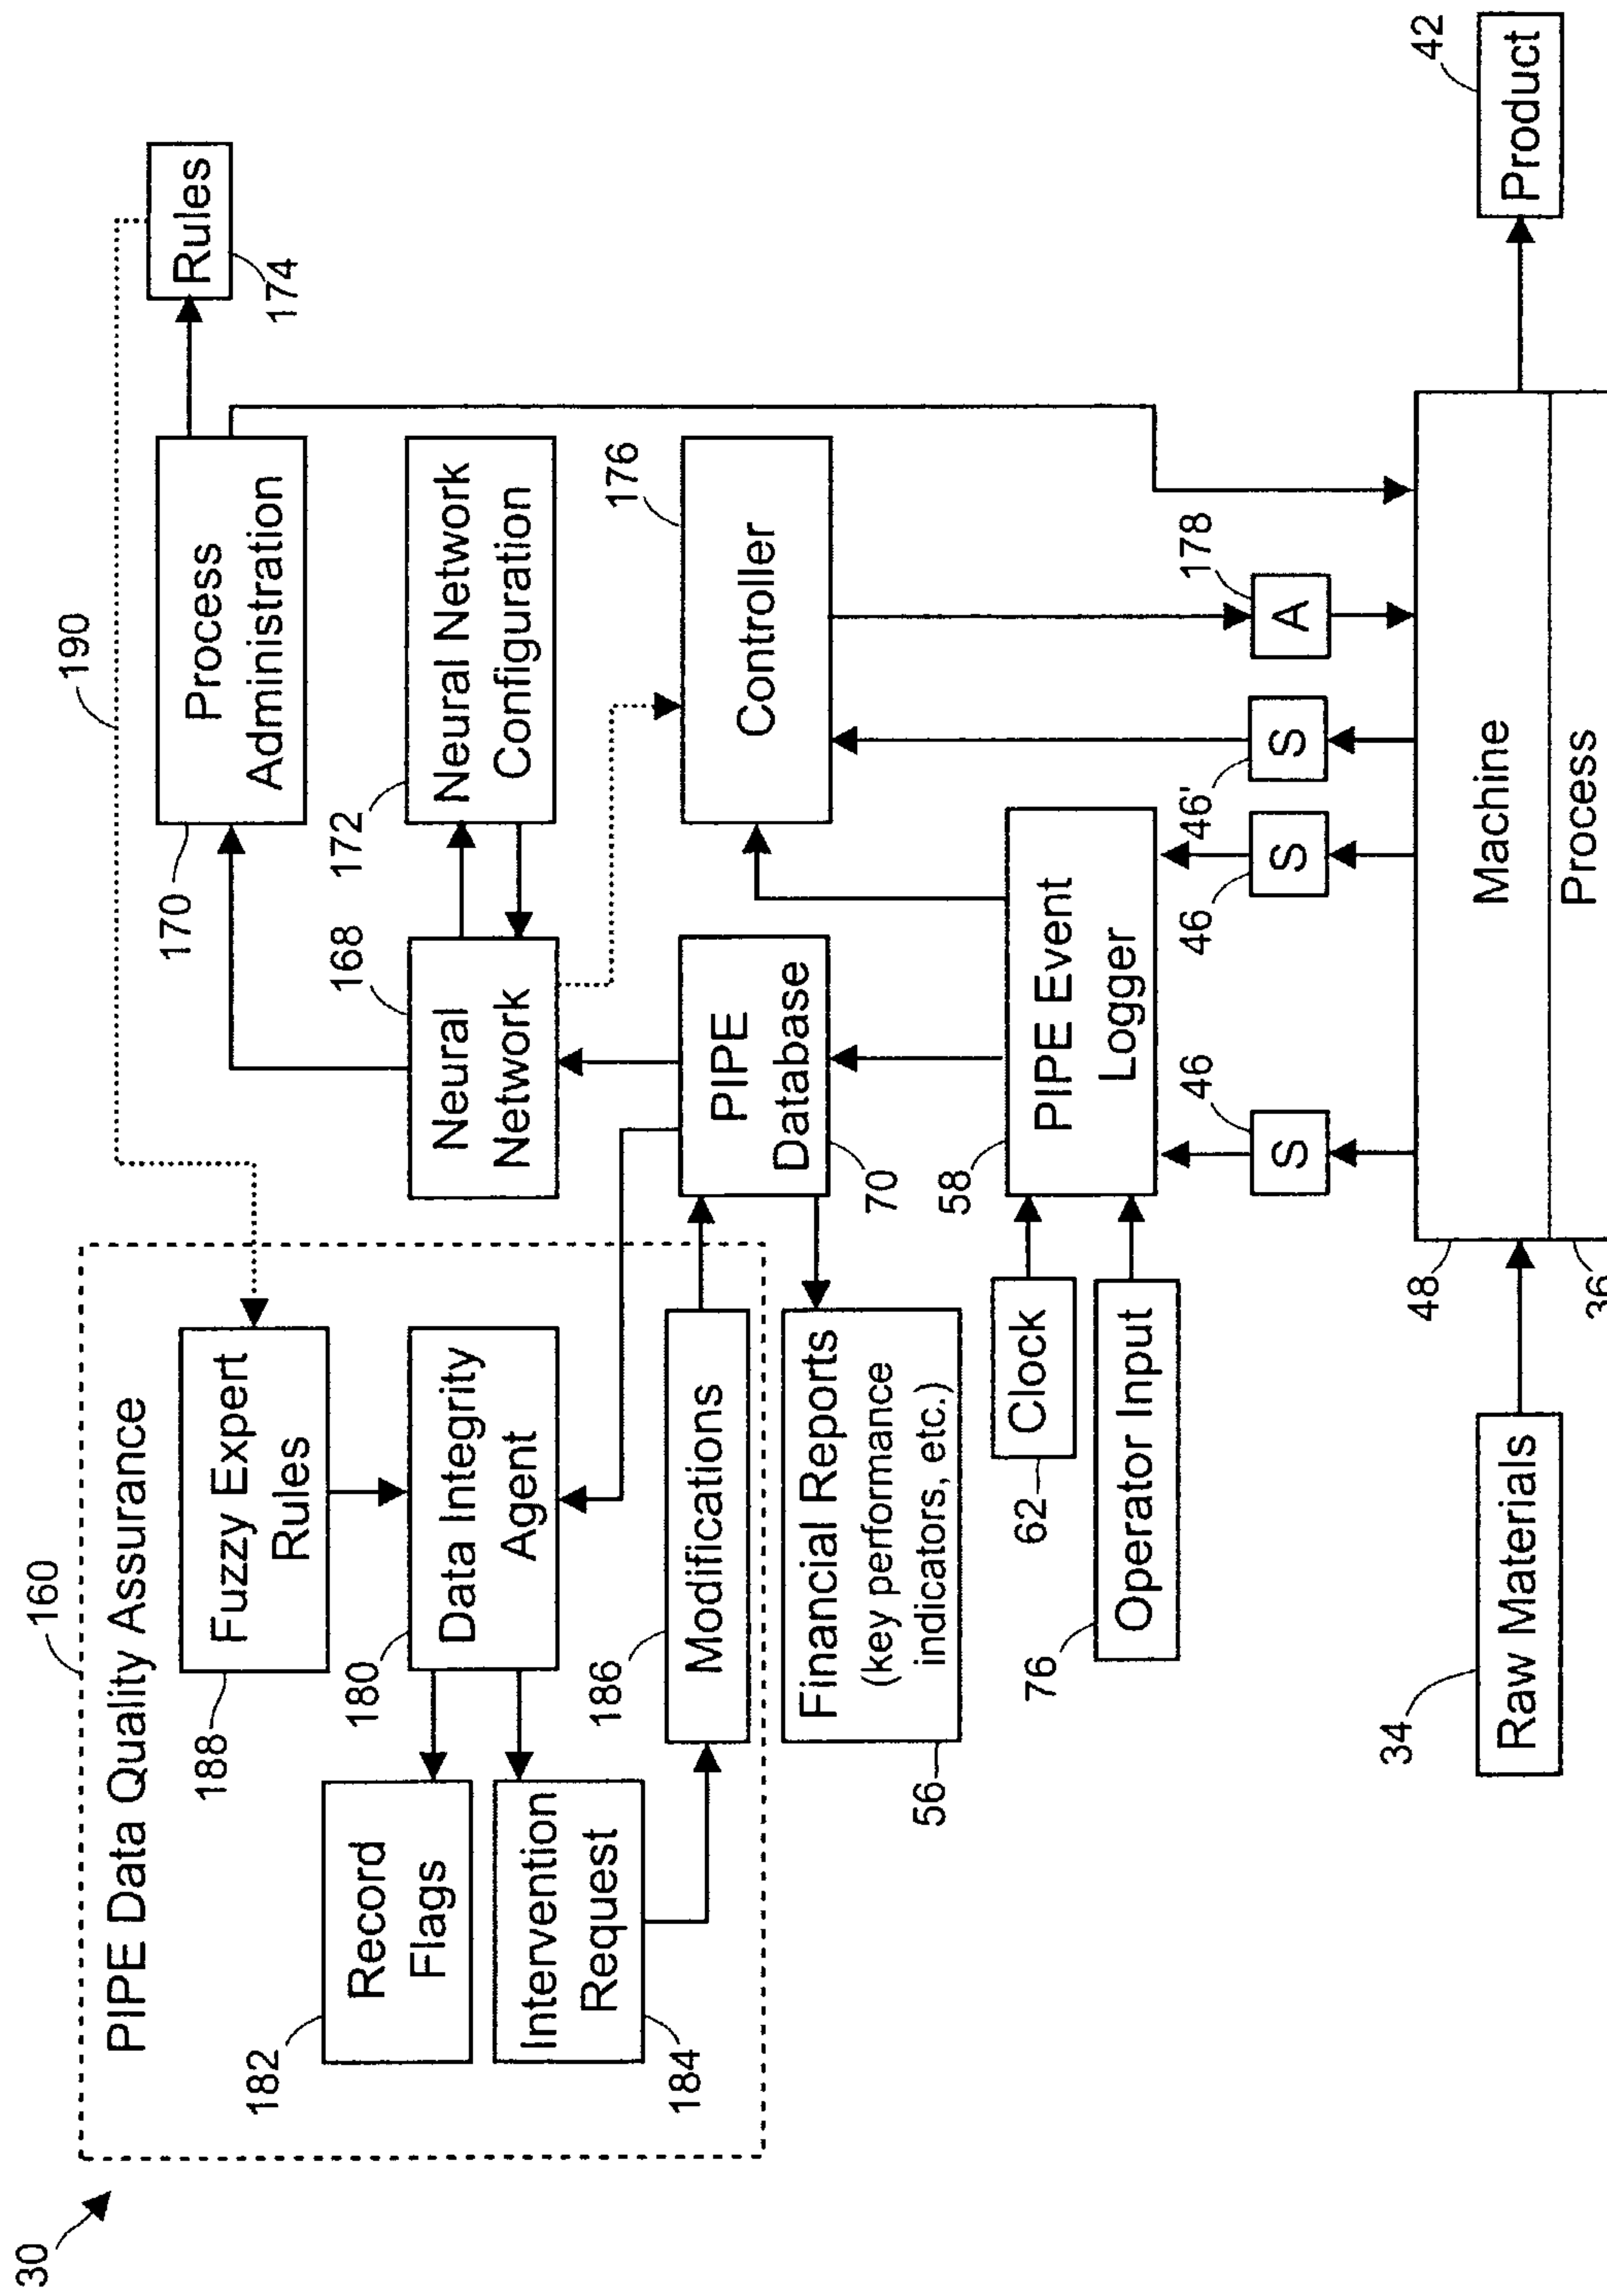 30
160
PIPE Data Quality Assurance
190
188
Fuzzy Expert
Rules
170
Process
Administration
Rules
174
182
Record
Flags
180
Data Integrity
Agent
168
Neural
Network
172
Neural Network
Configuration
Intervention
Request
184
186
Modifications
PIPE
Database
70
176
Controller
Financial Reports
(key performance
indicators, etc.)
56
Clock
62
58
PIPE Event
Logger
76
Operator Input
46
S
46
S
46'
S
178
A
34
Raw Materials
48
Machine
36
Process
42
Product